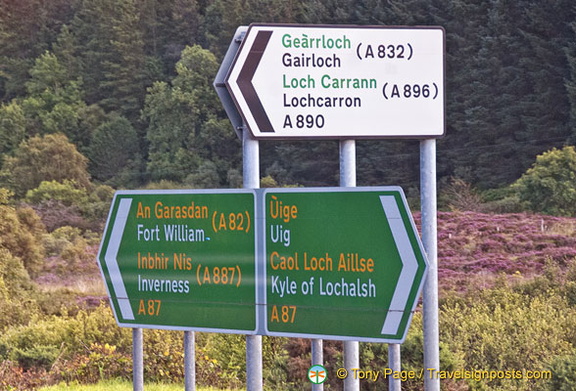 Geàrrloch
Gairloch (A832)
Loch Carrann
Lochcarron (A896)
A890
An Garasdan
Fort William (A82)
Inbhir Nis
Inverness (A887)
A87
Ùige
Uig
Caol Loch Aillse
Kyle of Lochalsh
A87
© Tony Page / Travelsignposts.com